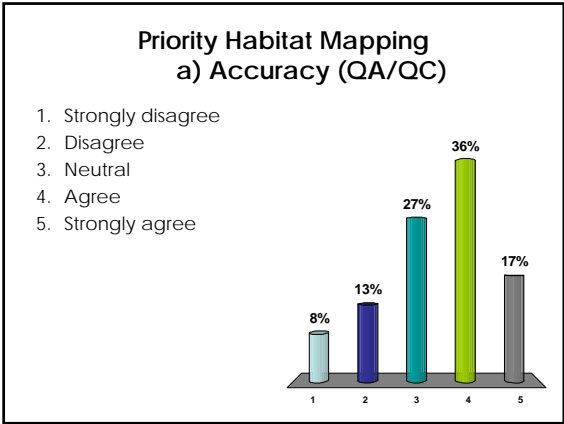 Priority Habitat Mapping
a) Accuracy (QA/QC)
1. Strongly disagree
2. Disagree
3. Neutral
4. Agree
5. Strongly agree
36%
27%
17%
13%
8%
1 2 3 4 5